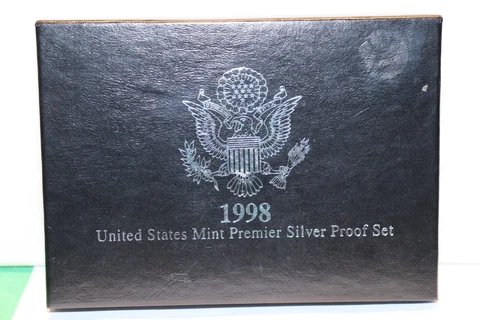 1998
United States Mint Premier Silver Proof Set